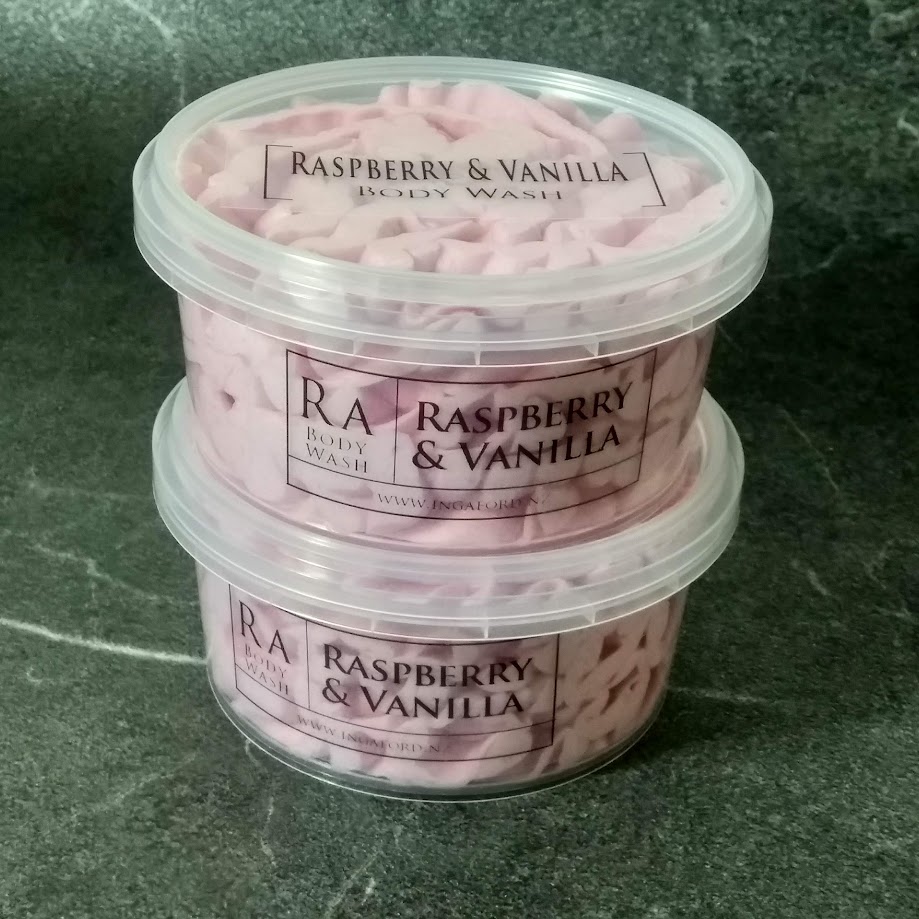 RASPBERRY & VANILLA
BODY WASH
RA
BODY
WASH
RASPBERRY
& VANILLA
WWW.INGAFORD.N
RA
BODY
WASH
RASPBERRY
& VANILLA
WWW.INGAFORD.N